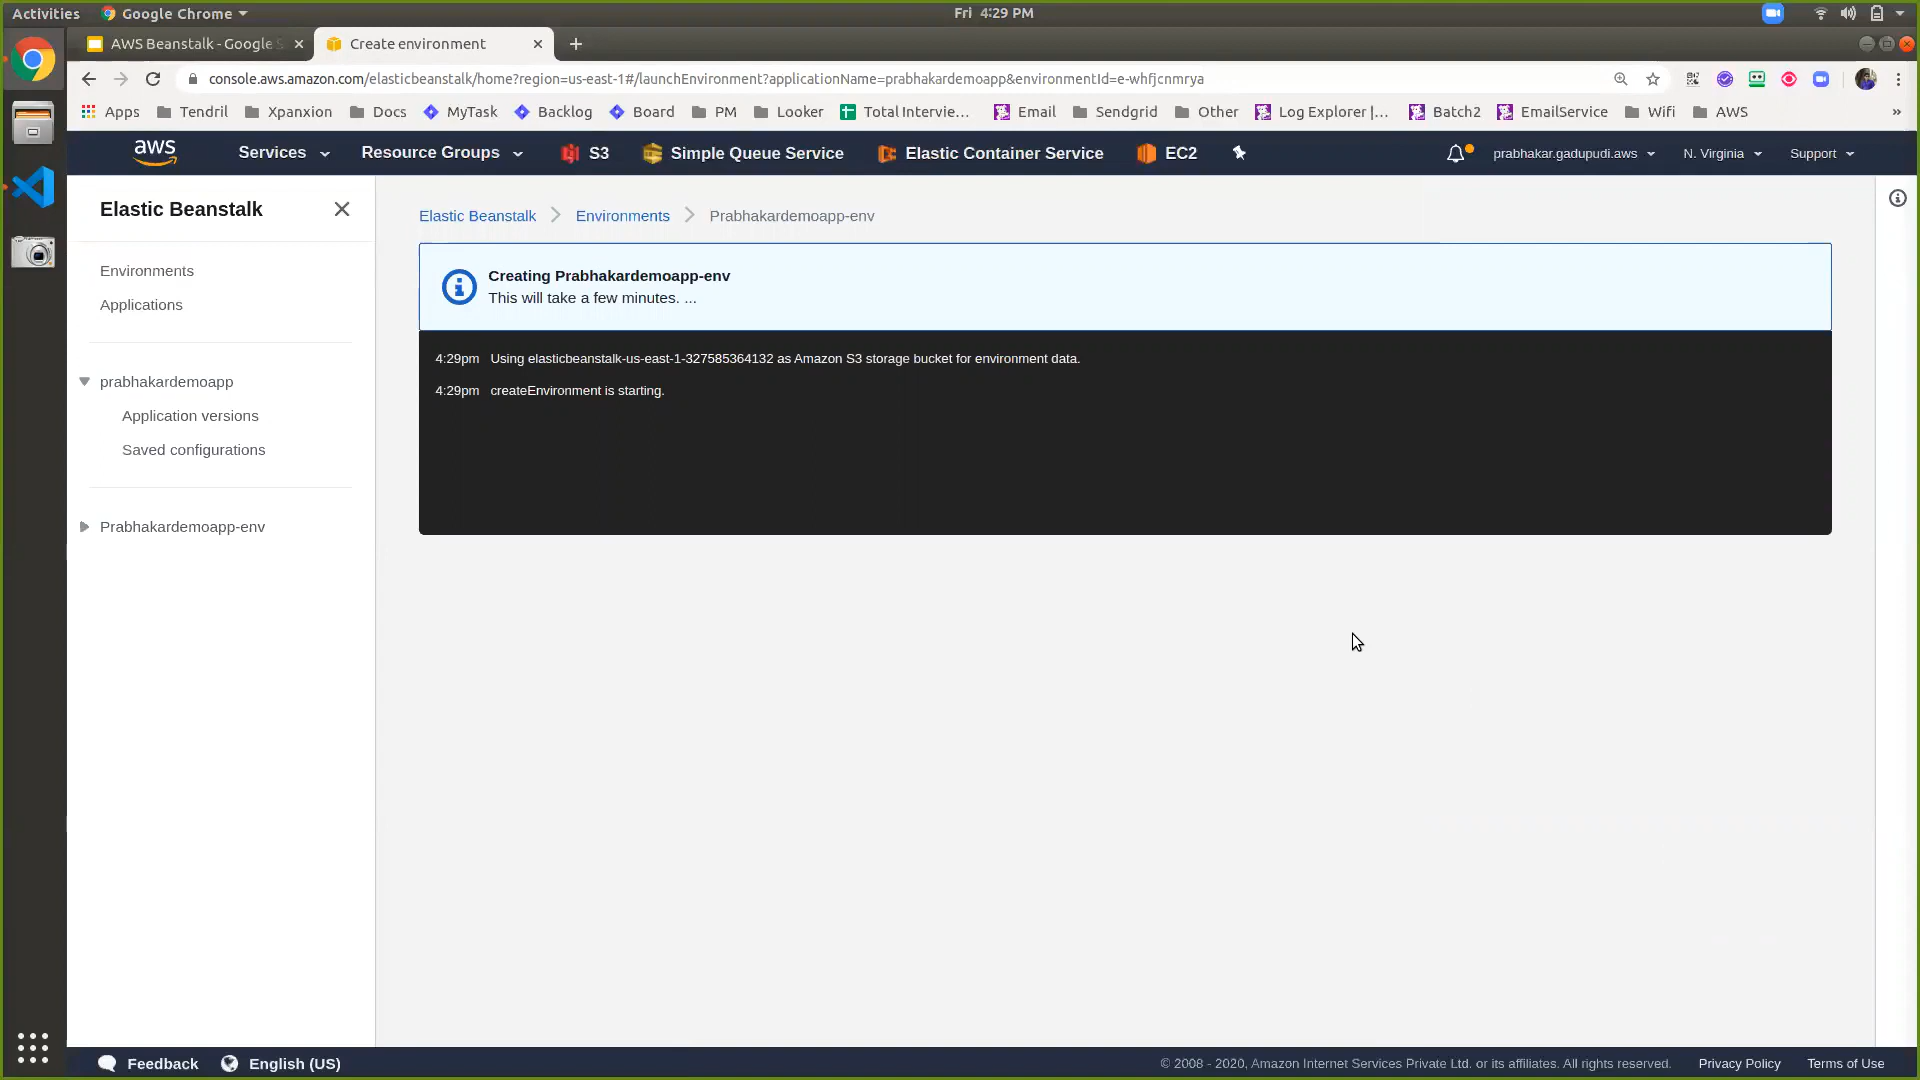 Activities Google Chrome Fri 4:29 PM
AWS Beanstalk - Google S Create environment
console.aws.amazon.com/elasticbeanstalk/home?region=us-east-1#/launchEnvironment?applicationName=prabhakardemoapp&environmentId=e-whfjcnmrya
Apps Tendril Xpanxion Docs MyTask Backlog Board PM Looker Total Intervie... Email Sendgrid Other Log Explorer |... Batch2 EmailService Wifi AWS »
aws Services Resource Groups S3 Simple Queue Service Elastic Container Service EC2 prabhakar.gadupudi.aws N. Virginia Support
Elastic Beanstalk
Environments
Applications
prabhakardemoapp
Application versions
Saved configurations
Prabhakardemoapp-env
Elastic Beanstalk Environments Prabhakardemoapp-env
Creating Prabhakardemoapp-env
This will take a few minutes. ...
4:29pm Using elasticbeanstalk-us-east-1-327585364132 as Amazon S3 storage bucket for environment data.
4:29pm createEnvironment is starting.
Feedback English (US) © 2008 - 2020, Amazon Internet Services Private Ltd. or its affiliates. All rights reserved. Privacy Policy Terms of Use